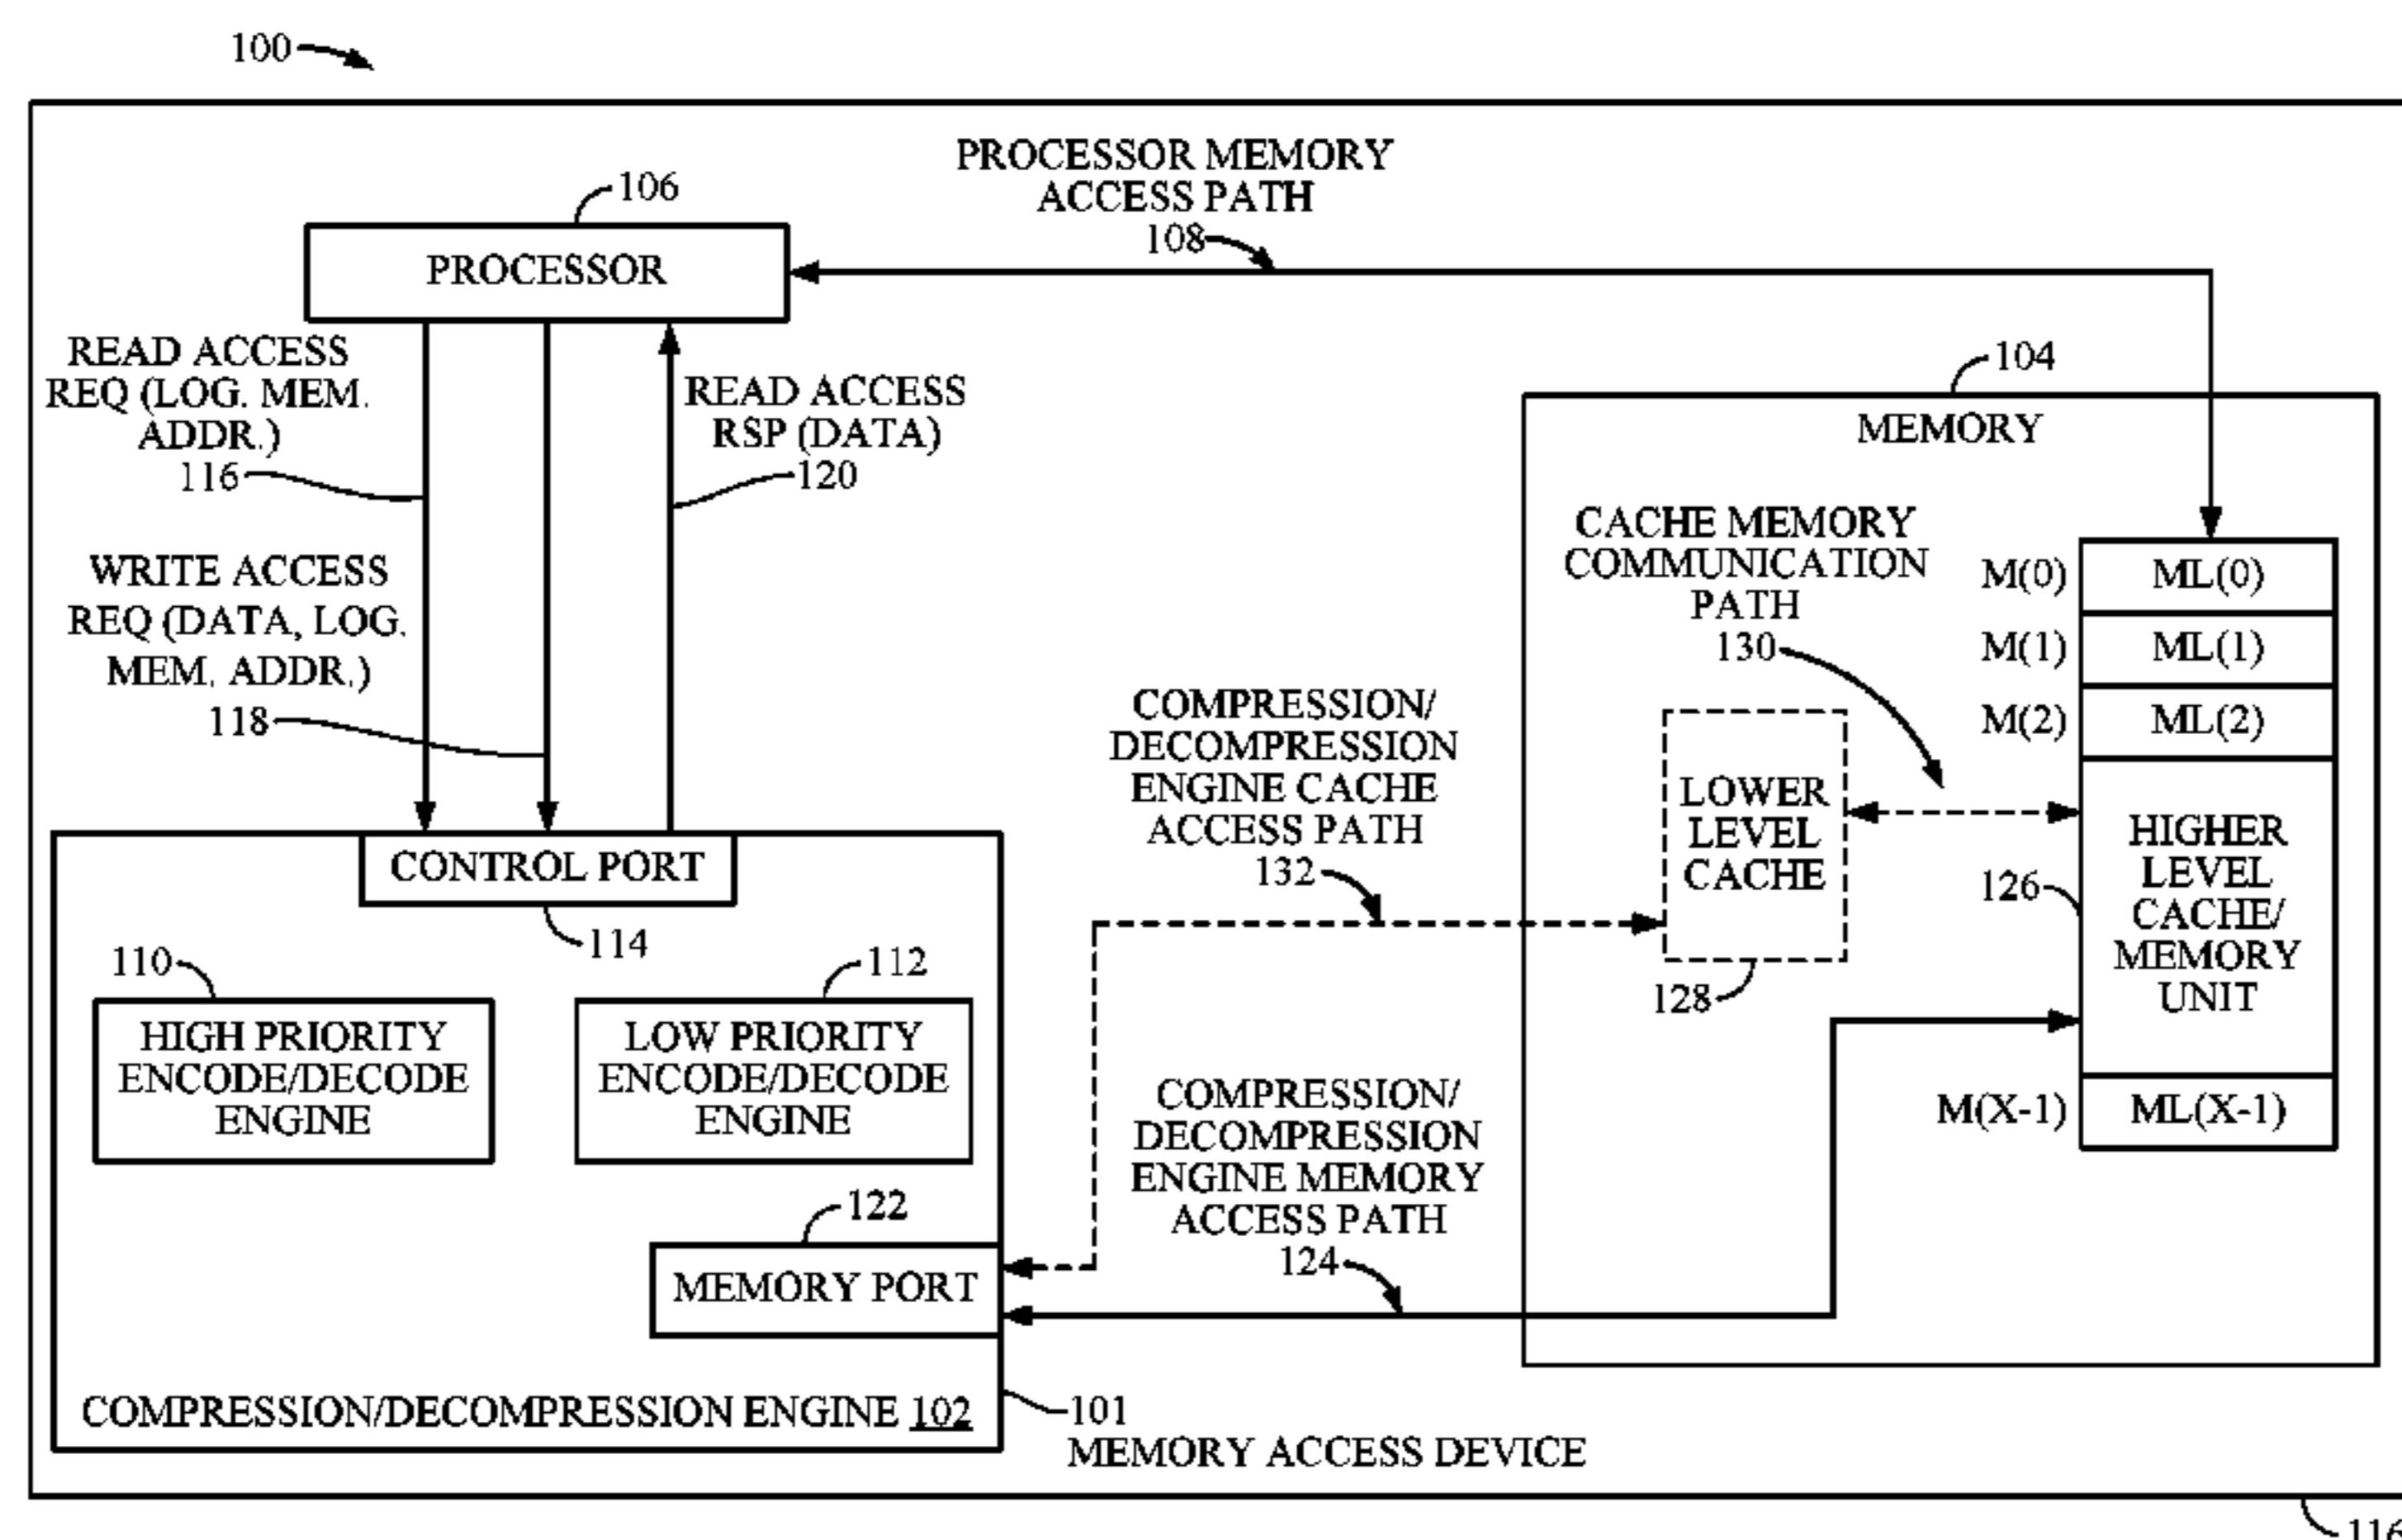 100
PROCESSOR MEMORY
ACCESS PATH
108
106
PROCESSOR
READ ACCESS
REQ (LOG. MEM.
ADDR.)
116
READ ACCESS
RSP (DATA)
120
WRITE ACCESS
REQ (DATA, LOG.
MEM. ADDR.)
118
104
MEMORY
CACHE MEMORY
COMMUNICATION
PATH
130
M(0) ML(0)
M(1) ML(1)
M(2) ML(2)
LOWER
LEVEL
CACHE
128
126
HIGHER
LEVEL
CACHE/
MEMORY
UNIT
M(X-1) ML(X-1)
COMPRESSION/
DECOMPRESSION
ENGINE CACHE
ACCESS PATH
132
CONTROL PORT
114
110
HIGH PRIORITY
ENCODE/DECODE
ENGINE
112
LOW PRIORITY
ENCODE/DECODE
ENGINE
COMPRESSION/
DECOMPRESSION
ENGINE MEMORY
ACCESS PATH
124
122
MEMORY PORT
COMPRESSION/DECOMPRESSION ENGINE 102
101
MEMORY ACCESS DEVICE
116